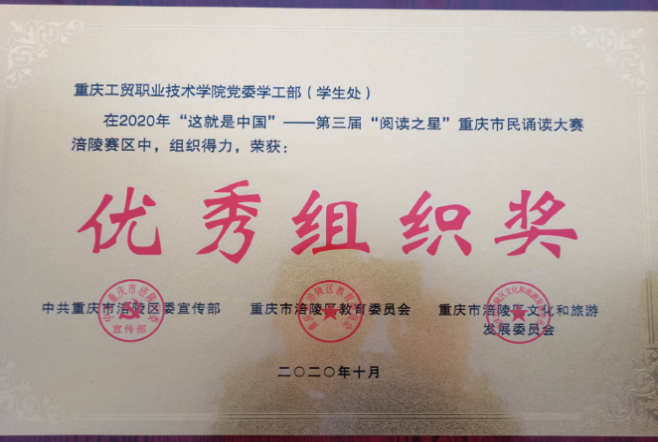 重庆工贸职业技术学院党委学工部（学生处）
在2020年“这就是中国”——第三届“阅读之星”重庆市民诵读大赛
涪陵赛区中，组织得力，荣获：
优秀组织奖
中共重庆市涪陵区委宣传部
重庆市涪陵区教育委员会
重庆市涪陵区文化和旅游
发展委员会
宣传部
二〇二〇年十月